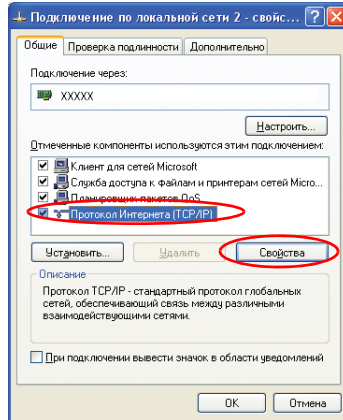 Подключение по локальной сети 2 - свойс...
Общие Проверка подлинности Дополнительно
Подключение через:
XXXXX
Настроить...
Отмеченные компоненты используются этим подключением:
Клиент для сетей Microsoft
Служба доступа к файлам и принтерам сетей Micro...
Планировщик пакетов QoS
Протокол Интернета (TCP/IP)
Установить... Удалить Свойства
Описание
Протокол TCP/IP - стандартный протокол глобальных
сетей, обеспечивающий связь между различными
взаимодействующими сетями.
При подключении вывести значок в области уведомлений
OK Отмена